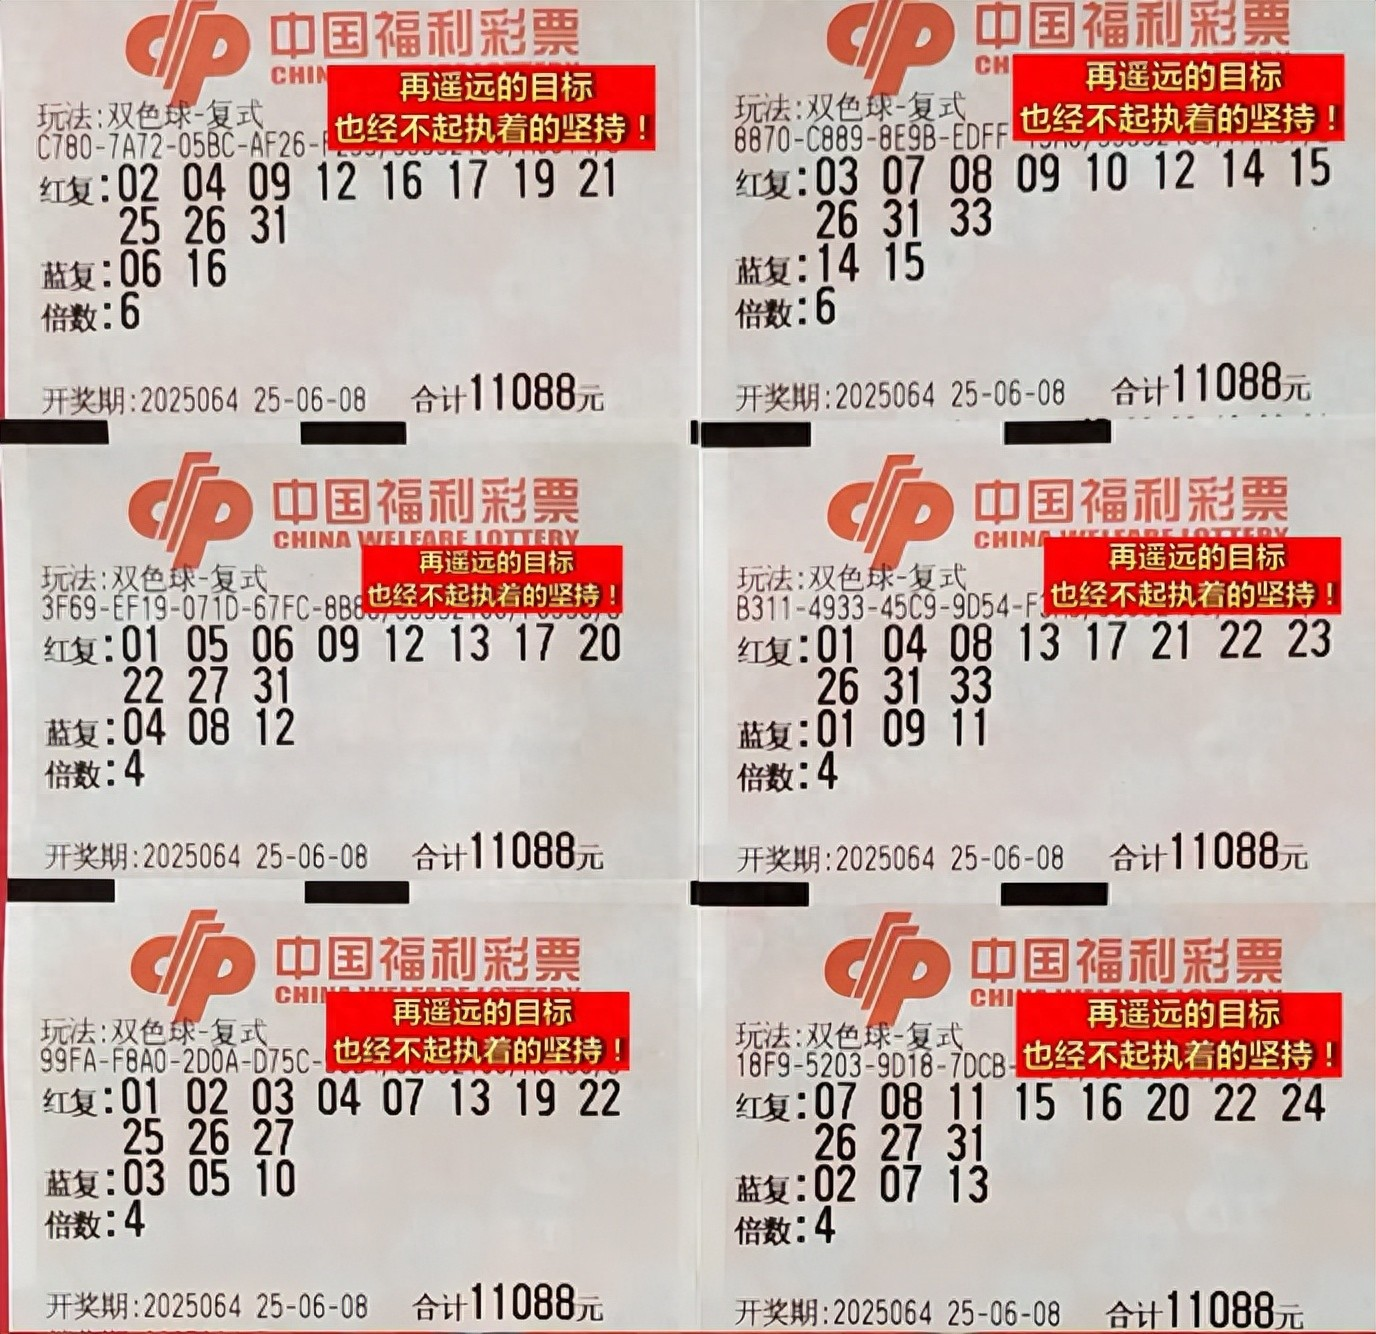 中国福利彩票
CHIN
再遥远的目标
也经不起执着的坚持！
玩法:双色球-复式
C780-7A72-05BC-AF26-
红复:02 04 09 12 16 17 19 21
25 26 31
蓝复:06 16
倍数:6
开奖期:2025064 25-06-08 合计11088元
中国福利彩票
CH
再遥远的目标
也经不起执着的坚持！
玩法:双色球-复式
8870-C889-8E9B-EDFF
红复:03 07 08 09 10 12 14 15
26 31 33
蓝复:14 15
倍数:6
开奖期:2025064 25-06-08 合计11088元
中国福利彩票
CHINA WELFARE LOTTERY
再遥远的目标
也经不起执着的坚持！
玩法:双色球-复式
3F69-EF19-071D-67FC-8B8
红复:01 05 06 09 12 13 17 20
22 27 31
蓝复:04 08 12
倍数:4
开奖期:2025064 25-06-08 合计11088元
中国福利彩票
CHINA WELFARE LOTTERY
再遥远的目标
也经不起执着的坚持！
玩法:双色球-复式
B311-4933-45C9-9D54-F
红复:01 04 08 13 17 21 22 23
26 31 33
蓝复:01 09 11
倍数:4
开奖期:2025064 25-06-08 合计11088元
中国福利彩票
CHINA WELFARE LOTTERY
再遥远的目标
也经不起执着的坚持！
玩法:双色球-复式
99FA-F8A0-2D0A-D75C-
红复:01 02 03 04 07 13 19 22
25 26 27
蓝复:03 05 10
倍数:4
开奖期:2025064 25-06-08 合计11088元
中国福利彩票
CHINA WELFARE LOTTERY
再遥远的目标
也经不起执着的坚持！
玩法:双色球-复式
18F9-5203-9D18-7DCB-
红复:07 08 11 15 16 20 22 24
26 27 31
蓝复:02 07 13
倍数:4
开奖期:2025064 25-06-08 合计11088元